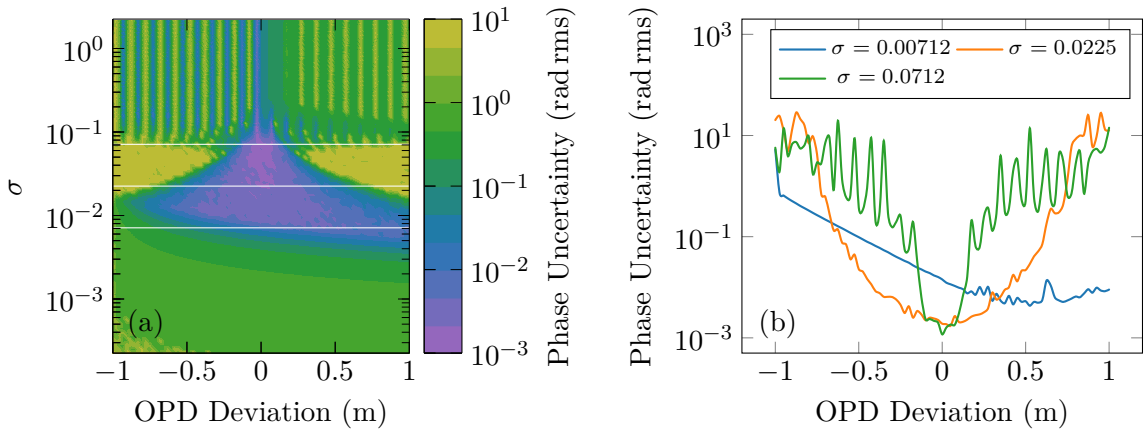 10^0
10^−1
10^−2
10^−3
σ
−1 −0.5 0 0.5 1
OPD Deviation (m)
(a)
10^1
10^0
10^−1
10^−2
10^−3
Phase Uncertainty (rad rms)
Phase Uncertainty (rad rms)
10^3
10^1
10^−1
10^−3
σ = 0.00712 σ = 0.0225
σ = 0.0712
(b)
−1 −0.5 0 0.5 1
OPD Deviation (m)